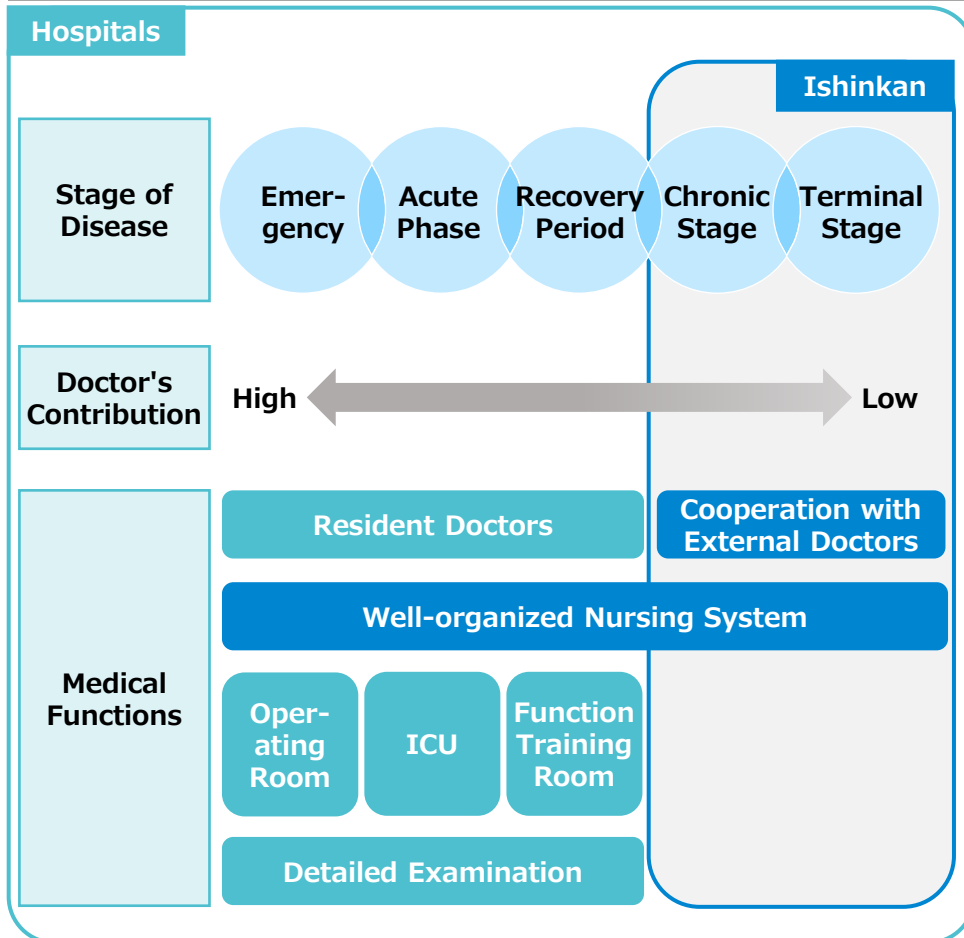 Hospitals
Ishinkan
Stage of
Disease
Emer-
gency
Acute
Phase
Recovery
Period
Chronic
Stage
Terminal
Stage
Doctor's
Contribution
High
Low
Medical
Functions
Resident Doctors
Cooperation with
External Doctors
Well-organized Nursing System
Oper-
ating
Room
ICU
Function
Training
Room
Detailed Examination